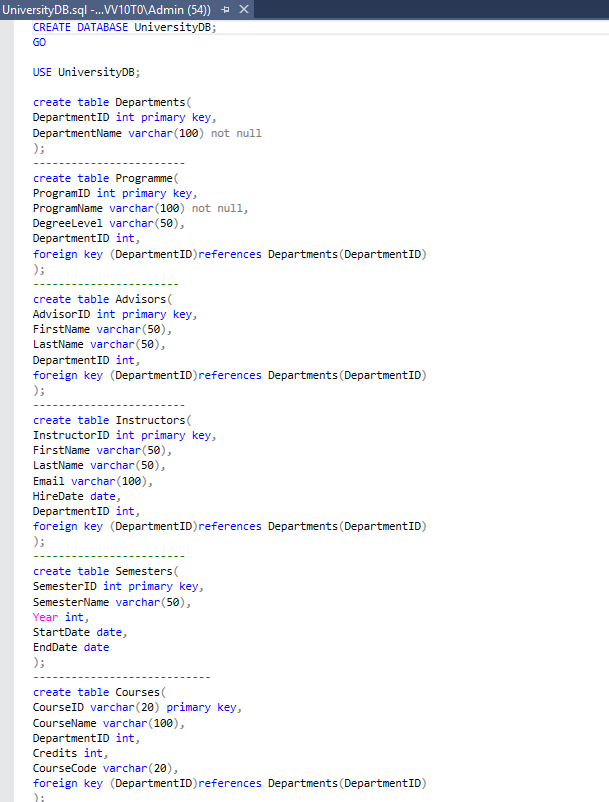 UniversityDB.sql -...VV10T0\Admin (54))
CREATE DATABASE UniversityDB;
GO
USE UniversityDB;
create table Departments(
DepartmentID int primary key,
DepartmentName varchar(100) not null
);
------------------------
create table Programme(
ProgramID int primary key,
ProgramName varchar(100) not null,
DegreeLevel varchar(50),
DepartmentID int,
foreign key (DepartmentID)references Departments(DepartmentID)
);
-----------------------
create table Advisors(
AdvisorID int primary key,
FirstName varchar(50),
LastName varchar(50),
DepartmentID int,
foreign key (DepartmentID)references Departments(DepartmentID)
);
------------------------
create table Instructors(
InstructorID int primary key,
FirstName varchar(50),
LastName varchar(50),
Email varchar(100),
HireDate date,
DepartmentID int,
foreign key (DepartmentID)references Departments(DepartmentID)
);
------------------------
create table Semesters(
SemesterID int primary key,
SemesterName varchar(50),
Year int,
StartDate date,
EndDate date
);
----------------------------
create table Courses(
CourseID varchar(20) primary key,
CourseName varchar(100),
DepartmentID int,
Credits int,
CourseCode varchar(20),
foreign key (DepartmentID)references Departments(DepartmentID)
);